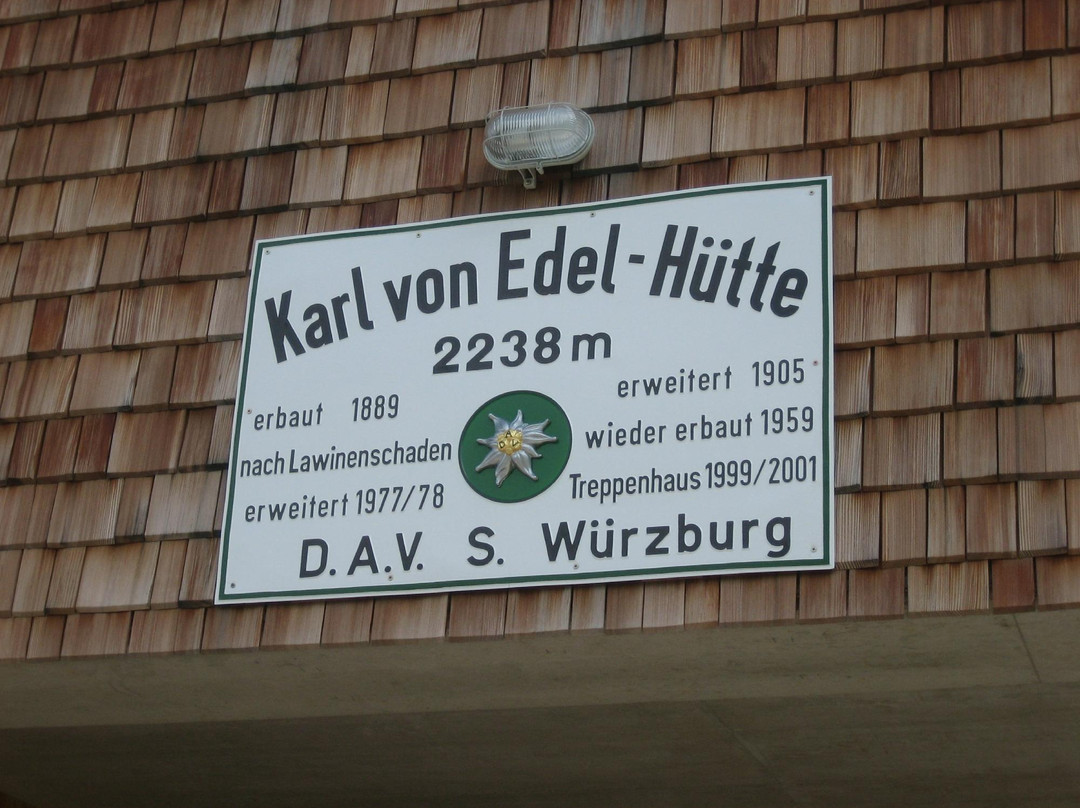 Karl von Edel-Hütte
2238 m
erbaut 1889 erweitert 1905
nach Lawinenschaden wieder erbaut 1959
erweitert 1977/78 Treppenhaus 1999/2001
D.A.V. S. Würzburg